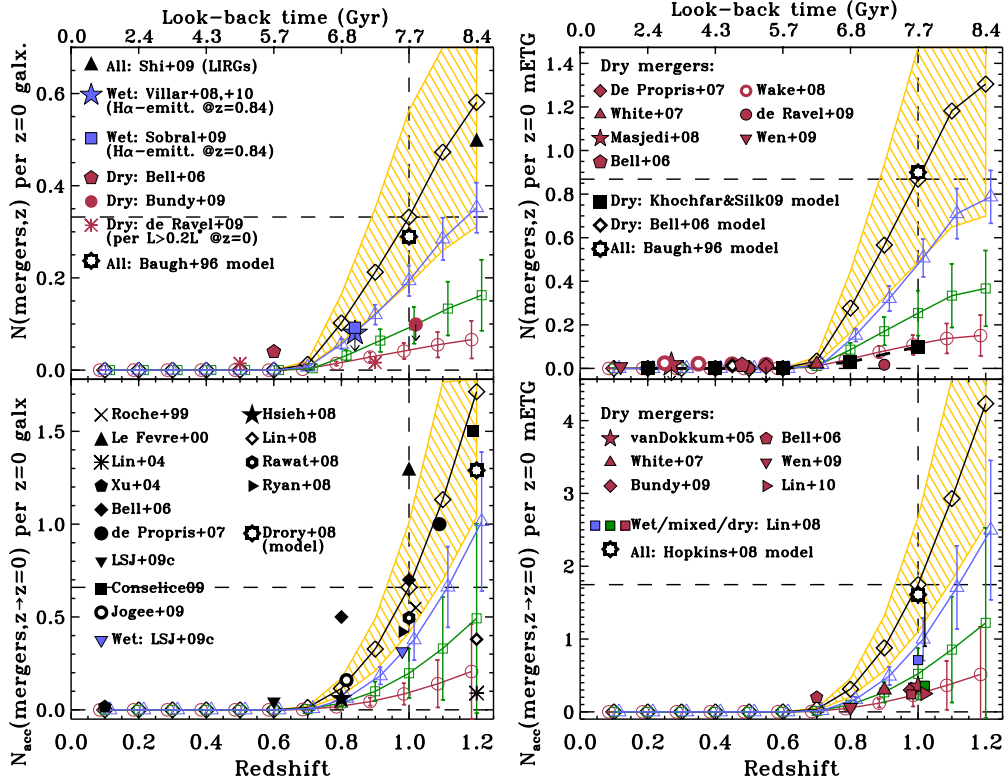 Look-back time (Gyr)
0.0 2.4 4.3 5.7 6.8 7.7 8.4
N(mergers,z) per z=0 galx.
0.6
0.4
0.2
0.0
All: Shi+09 (LIRGs)
Wet: Villar+08,+10
(Hα-emitt. @z=0.84)
Wet: Sobral+09
(Hα-emitt. @z=0.84)
Dry: Bell+06
Dry: Bundy+09
Dry: de Ravel+09
(per L>0.2L* @z=0)
All: Baugh+96 model
Look-back time (Gyr)
0.0 2.4 4.3 5.7 6.8 7.7 8.4
N(mergers,z) per z=0 mETG
1.4
1.2
1.0
0.8
0.6
0.4
0.2
0.0
Dry mergers:
De Propris+07
White+07
Masjedi+08
Bell+06
Wake+08
de Ravel+09
Wen+09
Dry: Khochfar&Silk09 model
Dry: Bell+06 model
All: Baugh+96 model
Nacc(mergers,z→z=0) per z=0 galx
1.5
1.0
0.5
0.0
Roche+99
Le Fevre+00
Lin+04
Xu+04
Bell+06
de Propris+07
LSJ+09c
Conselice09
Jogee+09
Wet: LSJ+09c
Hsieh+08
Lin+08
Rawat+08
Ryan+08
Drory+08
(model)
0.0 0.2 0.4 0.6 0.8 1.0 1.2
Redshift
Nacc(mergers,z→z=0) per z=0 mETG
4
3
2
1
0
Dry mergers:
vanDokkum+05
White+07
Bundy+09
Bell+06
Wen+09
Lin+10
Wet/mixed/dry: Lin+08
All: Hopkins+08 model
0.0 0.2 0.4 0.6 0.8 1.0 1.2
Redshift